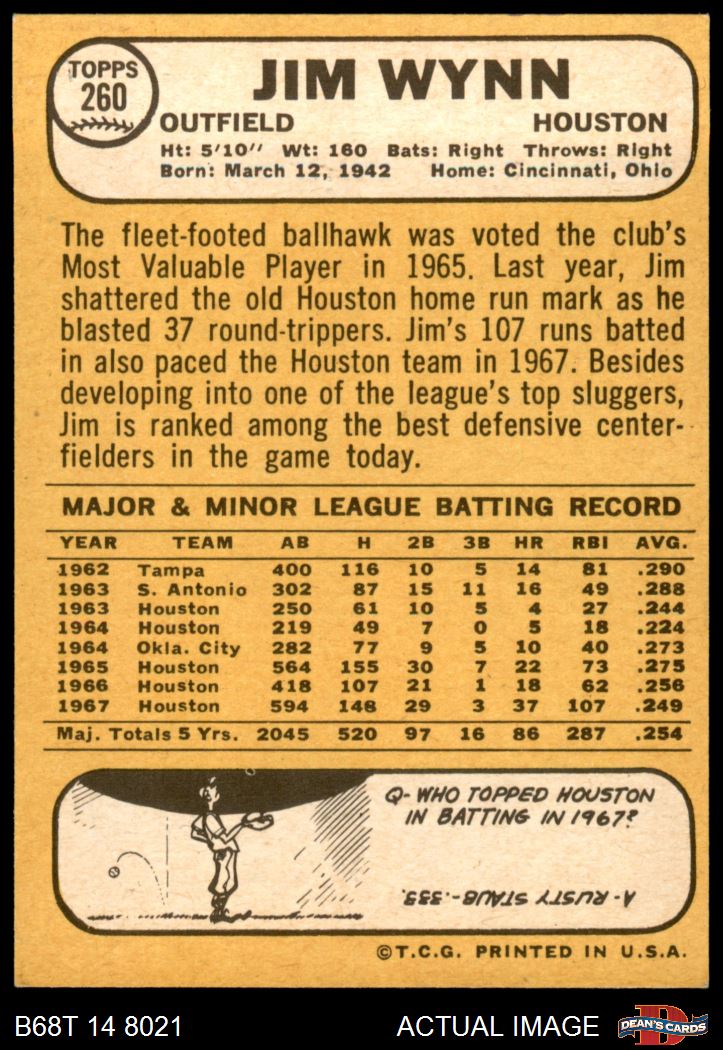 TOPPS
260
JIM WYNN
OUTFIELD HOUSTON
Ht: 5'10" Wt: 160 Bats: Right Throws: Right
Born: March 12, 1942 Home: Cincinnati, Ohio
The fleet-footed ballhawk was voted the club's
Most Valuable Player in 1965. Last year, Jim
shattered the old Houston home run mark as he
blasted 37 round-trippers. Jim's 107 runs batted
in also paced the Houston team in 1967. Besides
developing into one of the league's top sluggers,
Jim is ranked among the best defensive center-
fielders in the game today.
MAJOR & MINOR LEAGUE BATTING RECORD
YEAR TEAM AB H 2B 3B HR RBI AVG.
1962 Tampa 400 116 10 5 14 81 .290
1963 S. Antonio 302 87 15 11 16 49 .288
1963 Houston 250 61 10 5 4 27 .244
1964 Houston 219 49 7 0 5 18 .224
1964 Okla. City 282 77 9 5 10 40 .273
1965 Houston 564 155 30 7 22 73 .275
1966 Houston 418 107 21 1 18 62 .256
1967 Houston 594 148 29 3 37 107 .249
Maj. Totals 5 Yrs. 2045 520 97 16 86 287 .254
Q- WHO TOPPED HOUSTON
IN BATTING IN 1967?
A- RUSTY STAUB -.333.
©T.C.G. PRINTED IN U.S.A.
B68T 14 8021 ACTUAL IMAGE D DEAN'S CARDS